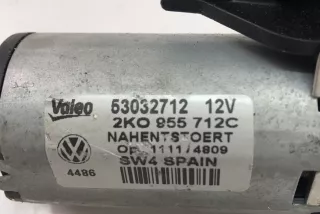 Valeo 53032712 12V
2K0 955 712C
NAHENTSTOERT
Op. 1111/4809
SW4 SPAIN
4486